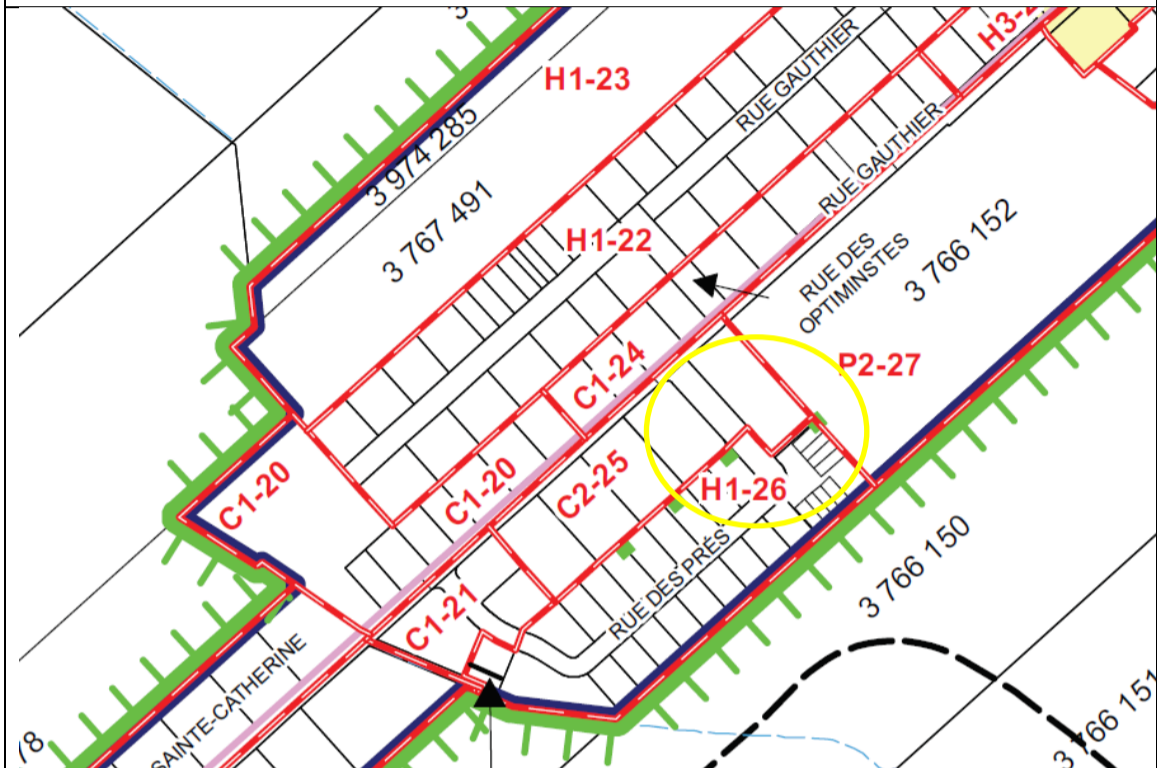 H3-2
H1-23
RUE GAUTHIER
3 974 285
RUE GAUTHIER
3 767 491
H1-22
3 766 152
RUE DES
OPTIMINSTES
P2-27
C1-24
C1-20
C1-20
C2-25
H1-26
RUE DES PRÉS
3 766 150
C1-21
SAINTE-CATHERINE
3 766 151
78